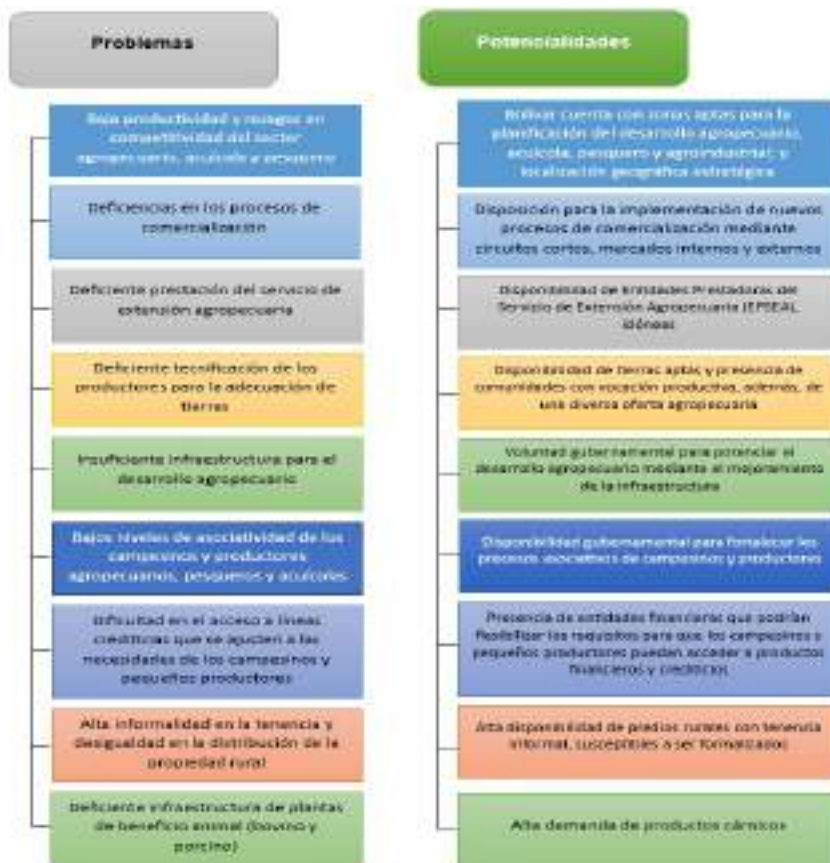 Problemas
Baja productividad y rezagos en
competitividad del sector
agropecuario, acuícola y pesquero
Deficiencias en los procesos de
comercialización
Deficiente prestación del servicio de
extensión agropecuaria
Deficiente tecnificación de los
productores para la adecuación de
tierras
Insuficiente infraestructura para el
desarrollo agropecuario
Bajos niveles de asociatividad de los
campesinos y productores
agropecuarios, pesqueros y acuícolas
Dificultad en el acceso a líneas
crediticias que se ajusten a las
necesidades de los campesinos y
pequeños productores
Alta informalidad en la tenencia y
desigualdad en la distribución de la
propiedad rural
Deficiente infraestructura de plantas
de beneficio animal (bovino y
porcino)
Potencialidades
Bolívar cuenta con zonas aptas para la
planificación del desarrollo agropecuario,
acuícola, pesquero y agroindustrial; y
localización geográfica estratégica
Disposición para la implementación de nuevos
procesos de comercialización mediante
circuitos cortos, mercados internos y externos
Disponibilidad de Entidades Prestadoras del
Servicio de Extensión Agropecuaria (EPSEA),
idóneas
Disponibilidad de tierras aptas y presencia de
comunidades con vocación productiva, además, de
una diversa oferta agropecuaria
Voluntad gubernamental para potenciar el
desarrollo agropecuario mediante el mejoramiento
de la infraestructura
Disponibilidad gubernamental para fortalecer los
procesos asociativos de campesinos y productores
Presencia de entidades financieras que podrían
flexibilizar los requisitos para que, los campesinos o
pequeños productores puedan acceder a productos
financieros y crediticios
Alta disponibilidad de predios rurales con tenencia
informal, susceptibles a ser formalizados
Alta demanda de productos cárnicos